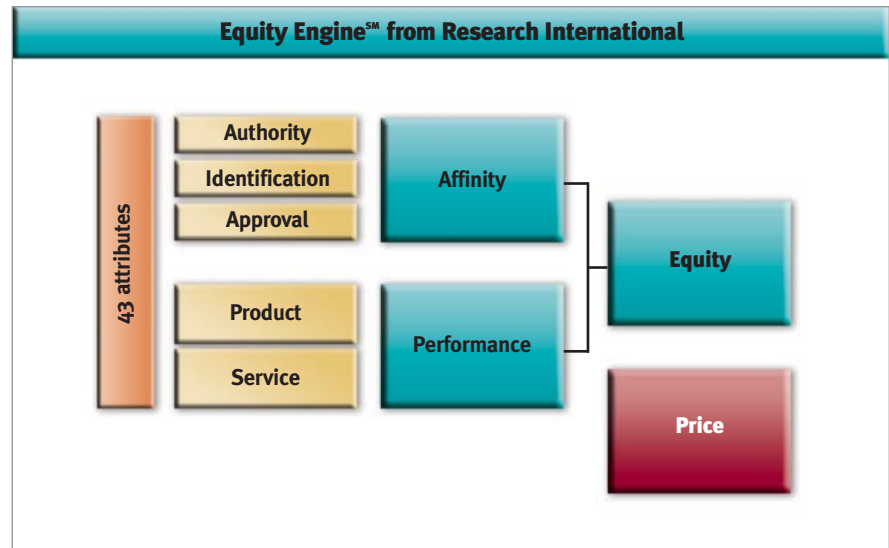 Equity Engine℠ from Research International
43 attributes
Authority
Identification
Approval
Affinity
Product
Service
Performance
Equity
Price